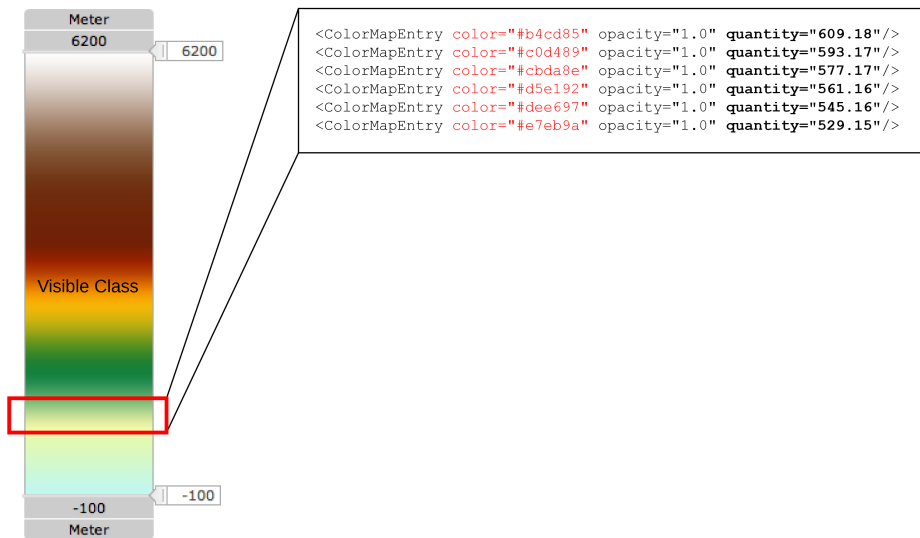 Meter
6200
6200
Visible Class
-100
-100
Meter
<ColorMapEntry color="#b4cd85" opacity="1.0" quantity="609.18"/>
<ColorMapEntry color="#c0d489" opacity="1.0" quantity="593.17"/>
<ColorMapEntry color="#cbda8e" opacity="1.0" quantity="577.17"/>
<ColorMapEntry color="#d5e192" opacity="1.0" quantity="561.16"/>
<ColorMapEntry color="#dee697" opacity="1.0" quantity="545.16"/>
<ColorMapEntry color="#e7eb9a" opacity="1.0" quantity="529.15"/>